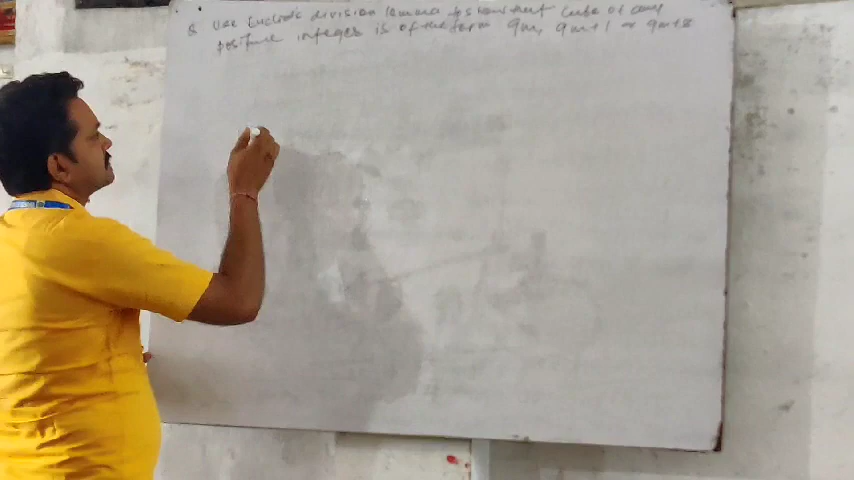 Q Use Euclid's division lemma to show that cube of any
positive integer is of the form 9m, 9m+1 or 9m+8